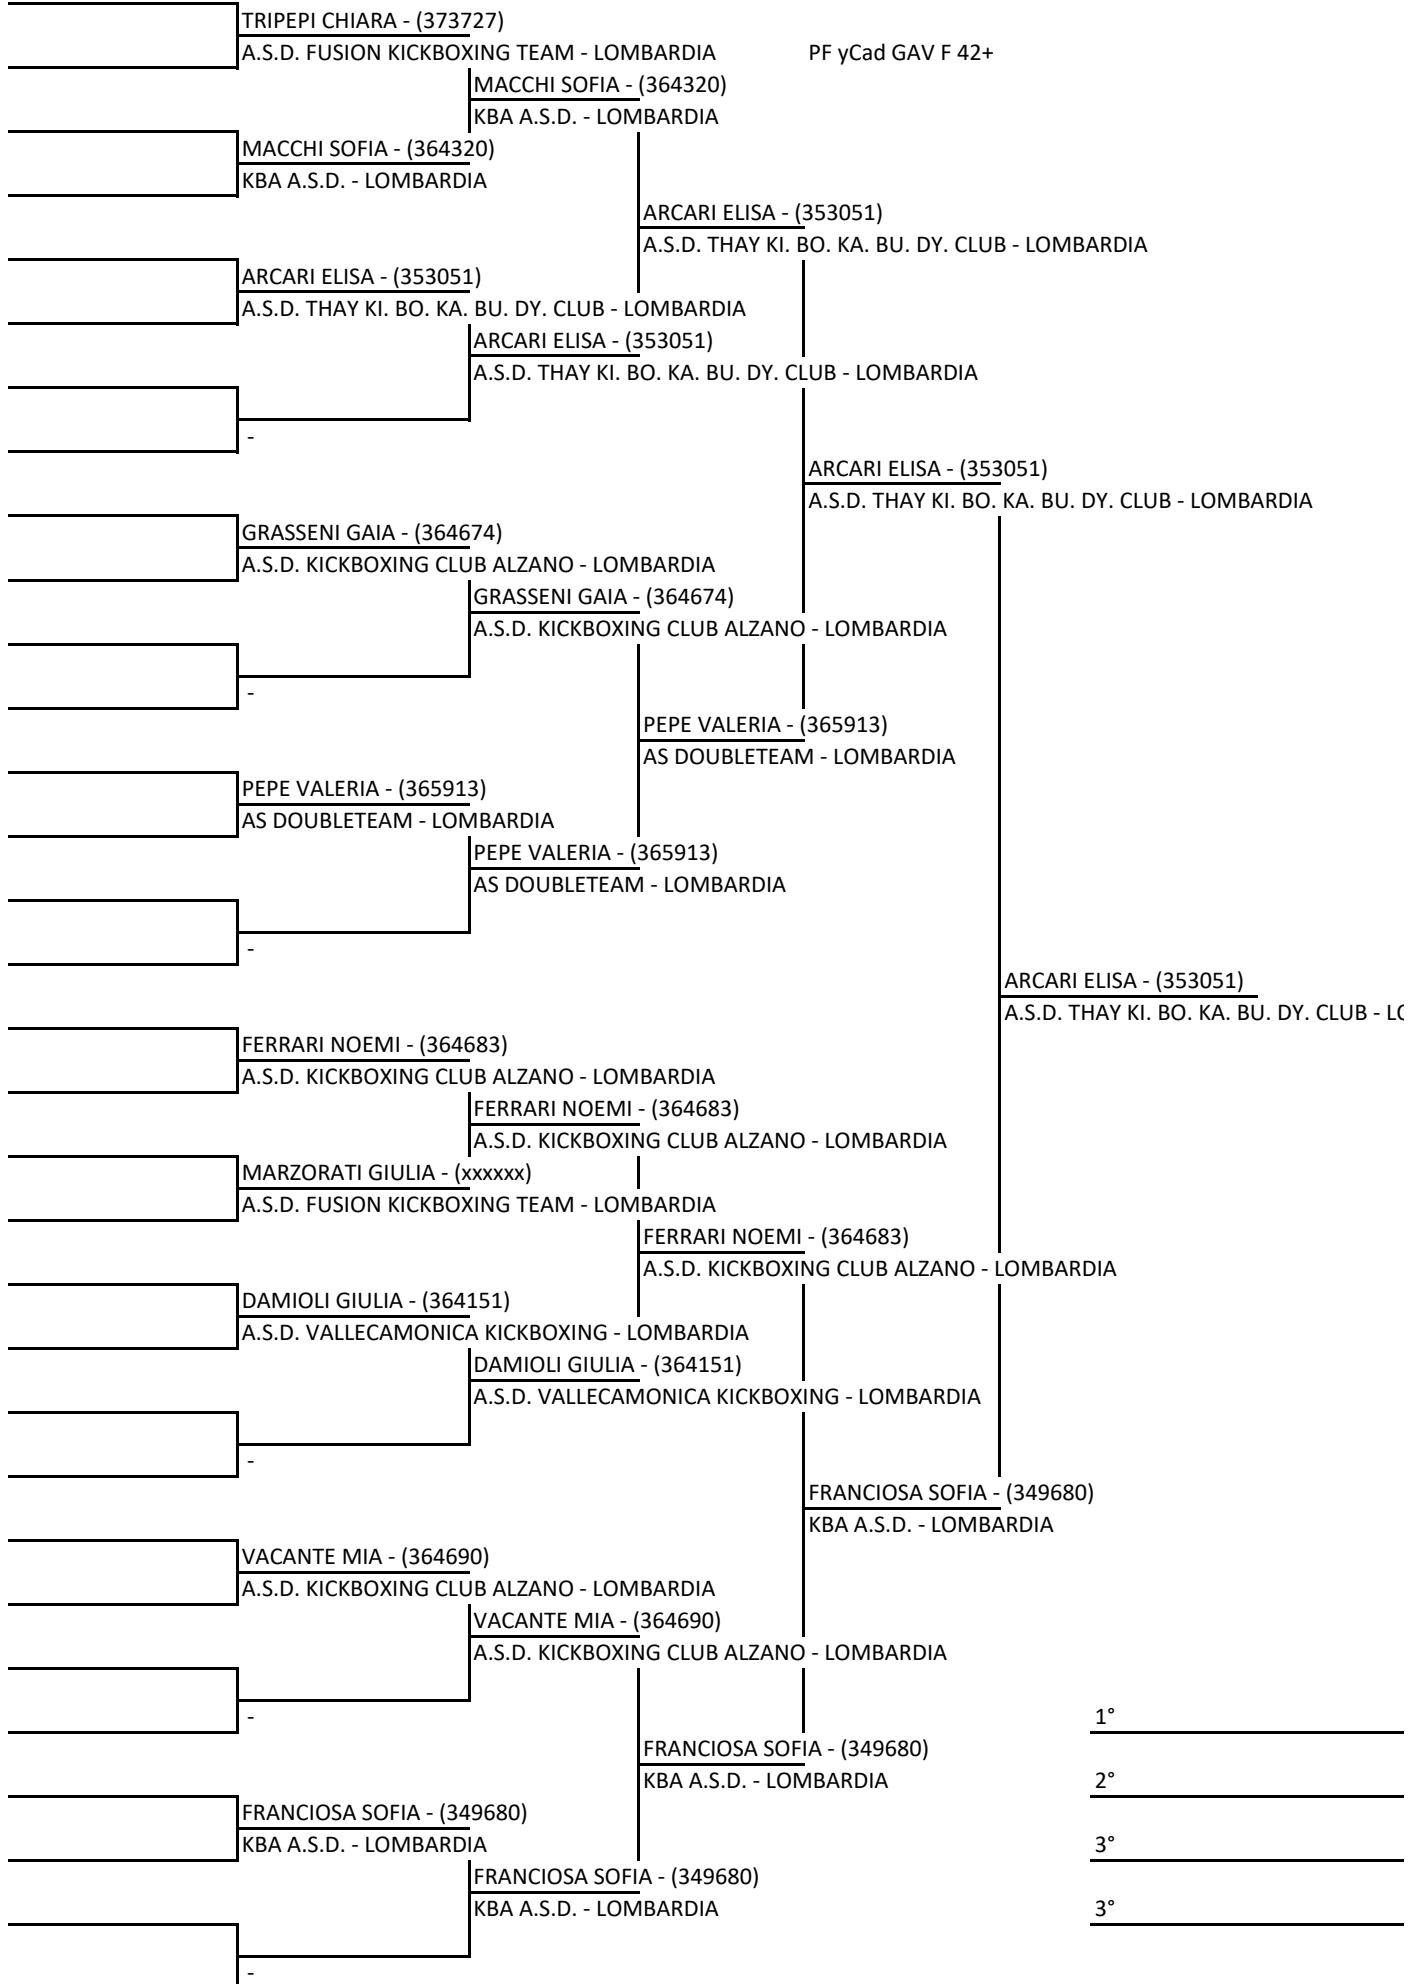 TRIPEPI CHIARA - (373727)
A.S.D. FUSION KICKBOXING TEAM - LOMBARDIA
PF yCad GAV F 42+
MACCHI SOFIA - (364320)
KBA A.S.D. - LOMBARDIA
MACCHI SOFIA - (364320)
KBA A.S.D. - LOMBARDIA
ARCARI ELISA - (353051)
A.S.D. THAY KI. BO. KA. BU. DY. CLUB - LOMBARDIA
ARCARI ELISA - (353051)
A.S.D. THAY KI. BO. KA. BU. DY. CLUB - LOMBARDIA
ARCARI ELISA - (353051)
A.S.D. THAY KI. BO. KA. BU. DY. CLUB - LOMBARDIA
-
ARCARI ELISA - (353051)
A.S.D. THAY KI. BO. KA. BU. DY. CLUB - LOMBARDIA
GRASSENI GAIA - (364674)
A.S.D. KICKBOXING CLUB ALZANO - LOMBARDIA
GRASSENI GAIA - (364674)
A.S.D. KICKBOXING CLUB ALZANO - LOMBARDIA
-
PEPE VALERIA - (365913)
AS DOUBLETEAM - LOMBARDIA
PEPE VALERIA - (365913)
AS DOUBLETEAM - LOMBARDIA
PEPE VALERIA - (365913)
AS DOUBLETEAM - LOMBARDIA
-
ARCARI ELISA - (353051)
A.S.D. THAY KI. BO. KA. BU. DY. CLUB - LO
FERRARI NOEMI - (364683)
A.S.D. KICKBOXING CLUB ALZANO - LOMBARDIA
FERRARI NOEMI - (364683)
A.S.D. KICKBOXING CLUB ALZANO - LOMBARDIA
MARZORATI GIULIA - (xxxxxx)
A.S.D. FUSION KICKBOXING TEAM - LOMBARDIA
FERRARI NOEMI - (364683)
A.S.D. KICKBOXING CLUB ALZANO - LOMBARDIA
DAMIOLI GIULIA - (364151)
A.S.D. VALLECAMONICA KICKBOXING - LOMBARDIA
DAMIOLI GIULIA - (364151)
A.S.D. VALLECAMONICA KICKBOXING - LOMBARDIA
-
FRANCIOSA SOFIA - (349680)
KBA A.S.D. - LOMBARDIA
VACANTE MIA - (364690)
A.S.D. KICKBOXING CLUB ALZANO - LOMBARDIA
VACANTE MIA - (364690)
A.S.D. KICKBOXING CLUB ALZANO - LOMBARDIA
-
1°
FRANCIOSA SOFIA - (349680)
KBA A.S.D. - LOMBARDIA
2°
FRANCIOSA SOFIA - (349680)
KBA A.S.D. - LOMBARDIA
3°
FRANCIOSA SOFIA - (349680)
KBA A.S.D. - LOMBARDIA
3°
-